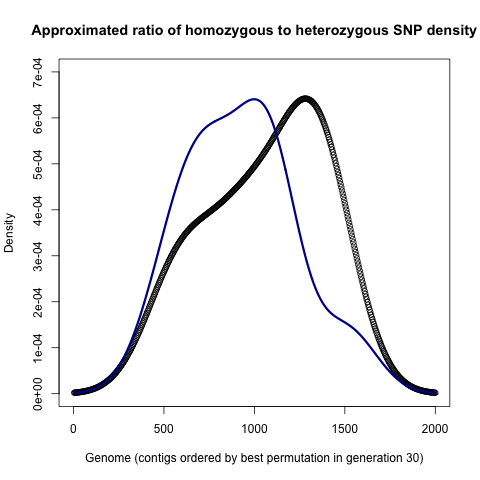 Approximated ratio of homozygous to heterozygous SNP density
7e-04
6e-04
5e-04
4e-04
3e-04
2e-04
1e-04
0e+00
Density
0 500 1000 1500 2000
Genome (contigs ordered by best permutation in generation 30)